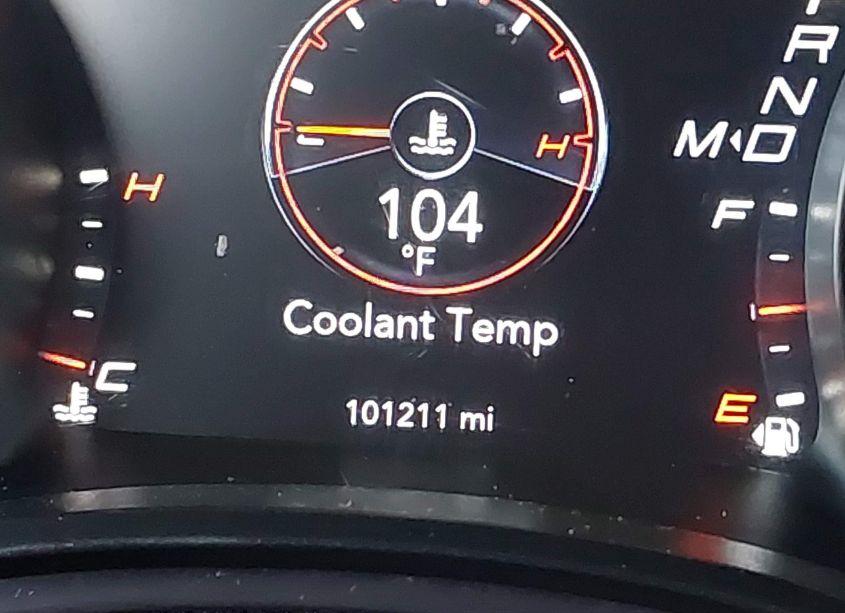 R
N
M D
H
H
F
104
°F
Coolant Temp
C
101211 mi
E